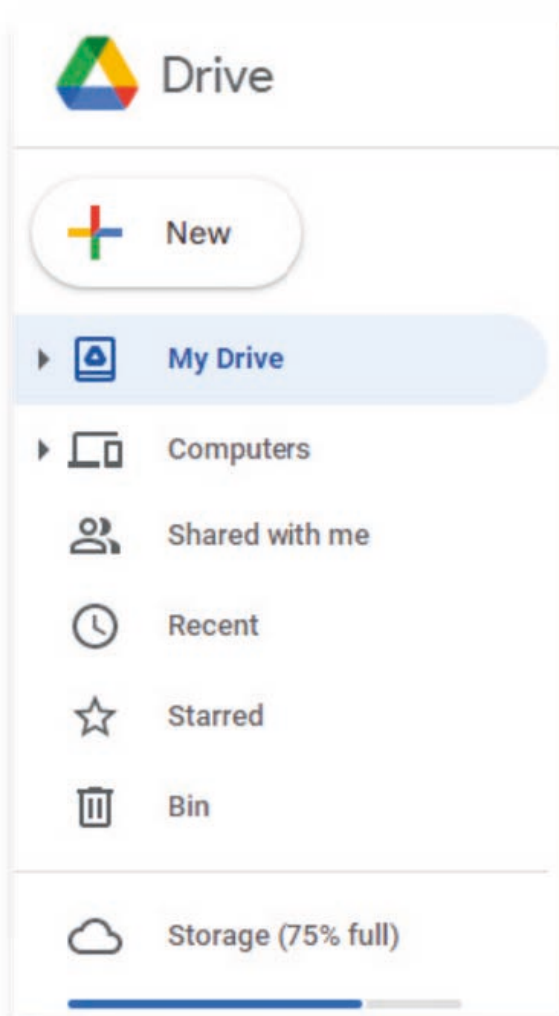 Drive
New
My Drive
Computers
Shared with me
Recent
Starred
Bin
Storage (75% full)